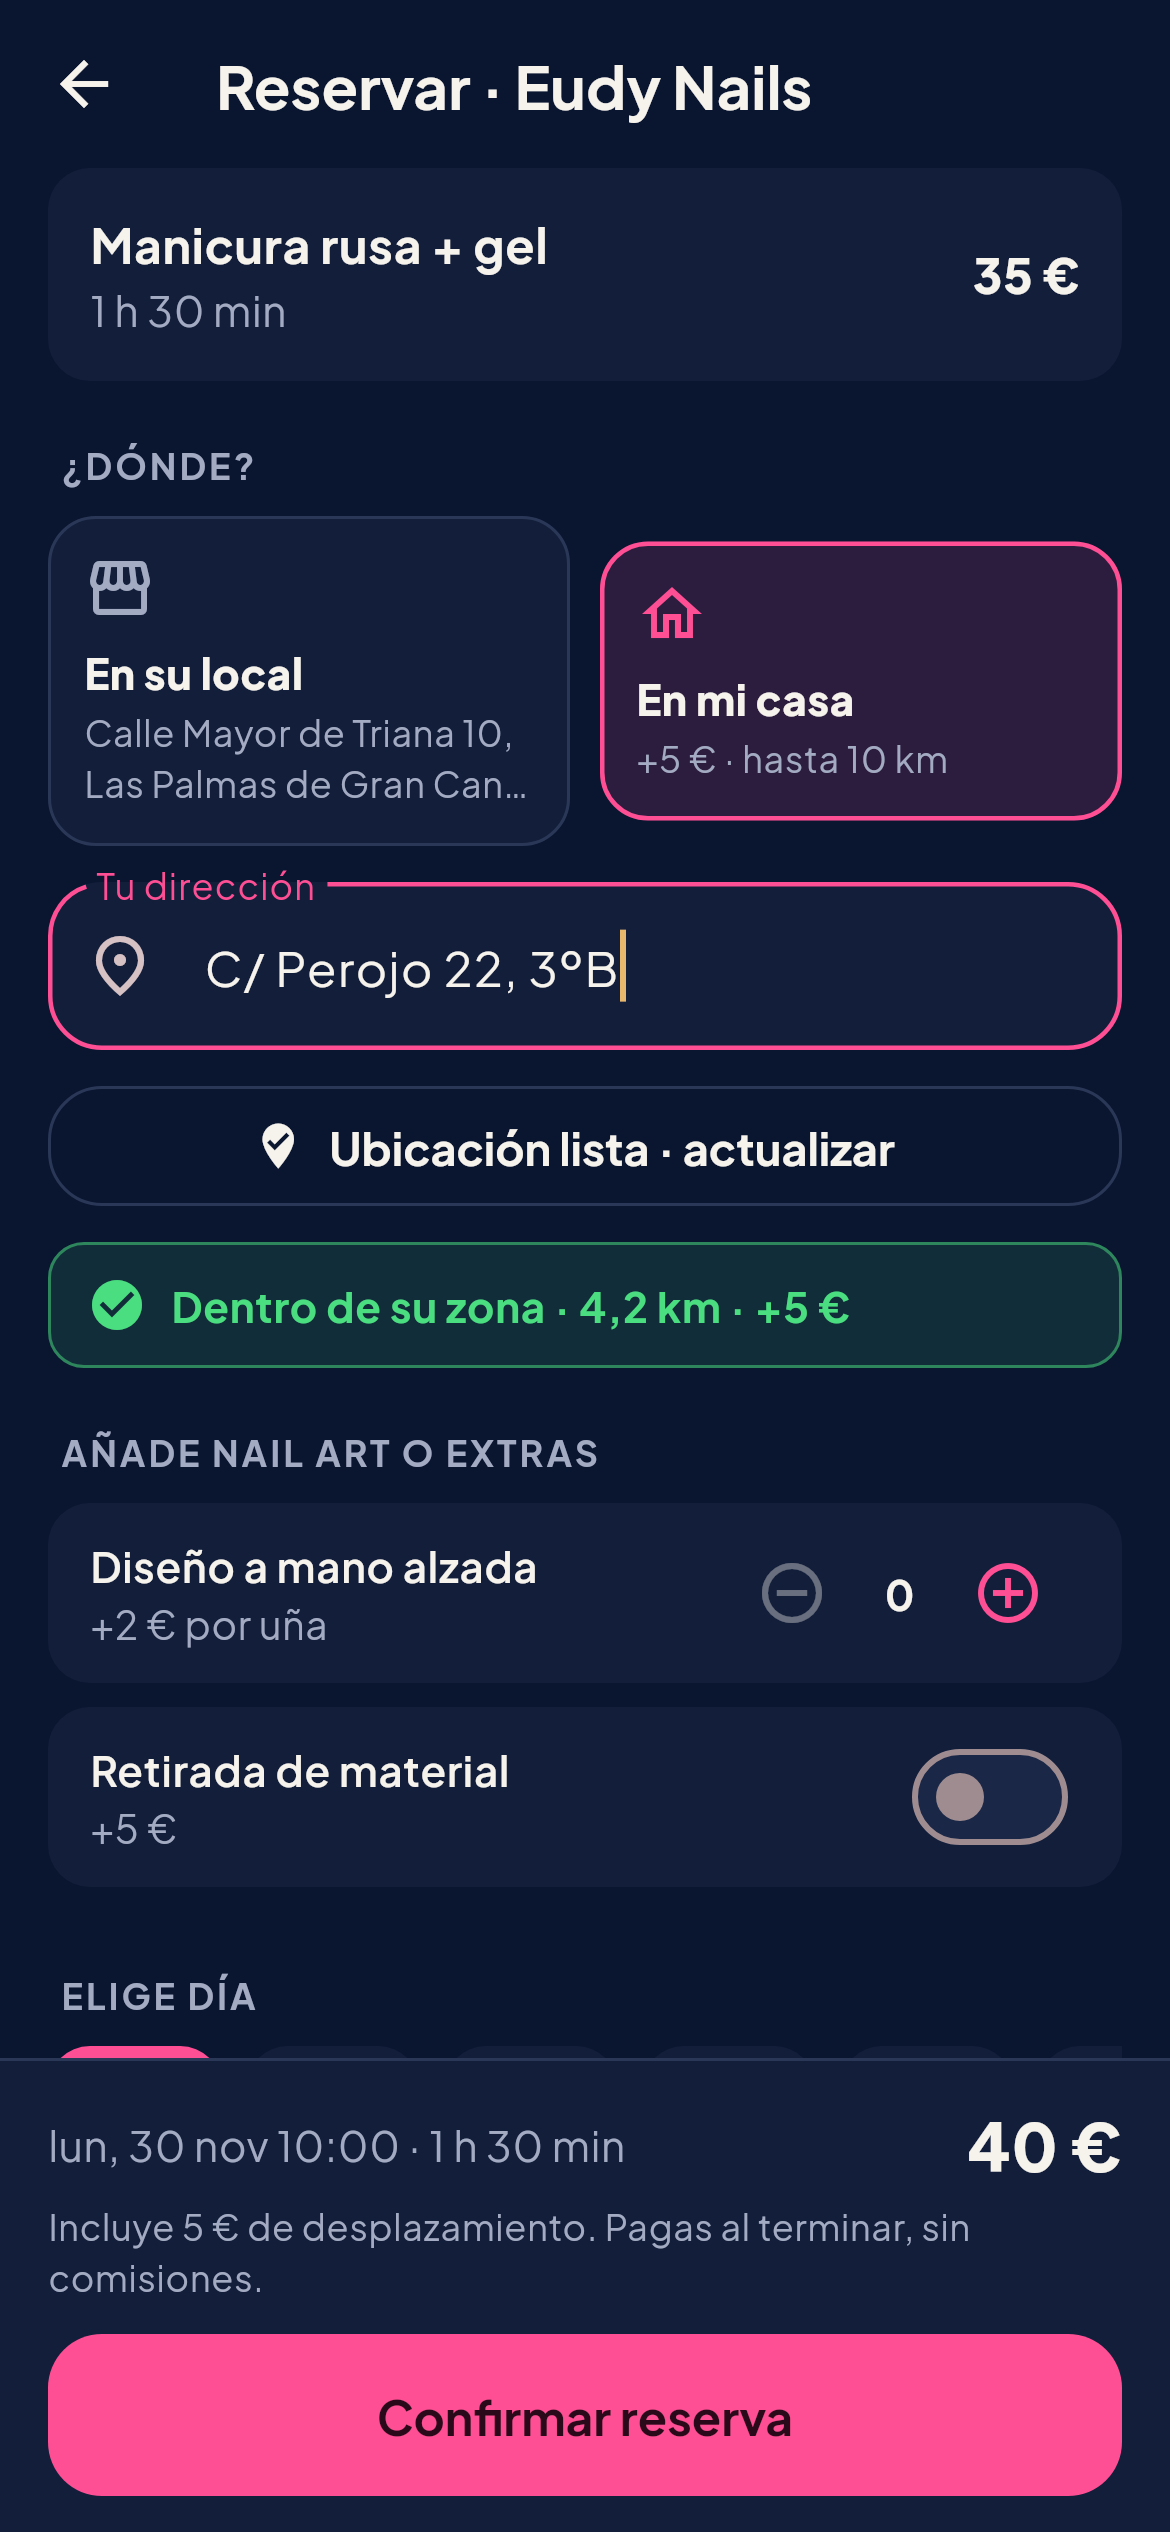 Reservar · Eudy Nails
Manicura rusa + gel
1 h 30 min
35 €
¿DÓNDE?
En su local
Calle Mayor de Triana 10,
Las Palmas de Gran Can…
En mi casa
+5 € · hasta 10 km
Tu dirección
C/ Perojo 22, 3ºB
Ubicación lista · actualizar
Dentro de su zona · 4,2 km · +5 €
AÑADE NAIL ART O EXTRAS
Diseño a mano alzada
+2 € por uña
0
Retirada de material
+5 €
ELIGE DÍA
lun, 30 nov 10:00 · 1 h 30 min
40 €
Incluye 5 € de desplazamiento. Pagas al terminar, sin
comisiones.
Confirmar reserva